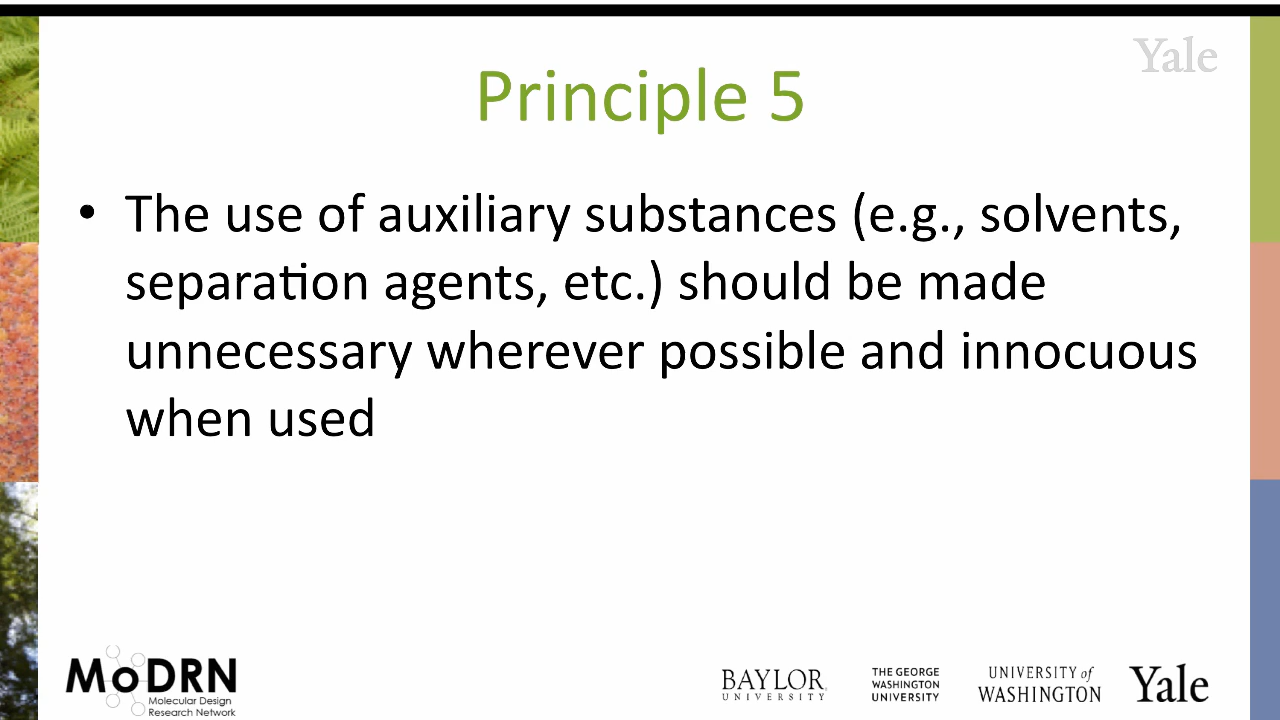 Yale
Principle 5
• The use of auxiliary substances (e.g., solvents,
separation agents, etc.) should be made
unnecessary wherever possible and innocuous
when used
MoDRN
Molecular Design
Research Network
BAYLOR
UNIVERSITY
THE GEORGE
WASHINGTON
UNIVERSITY
UNIVERSITY of
WASHINGTON
Yale